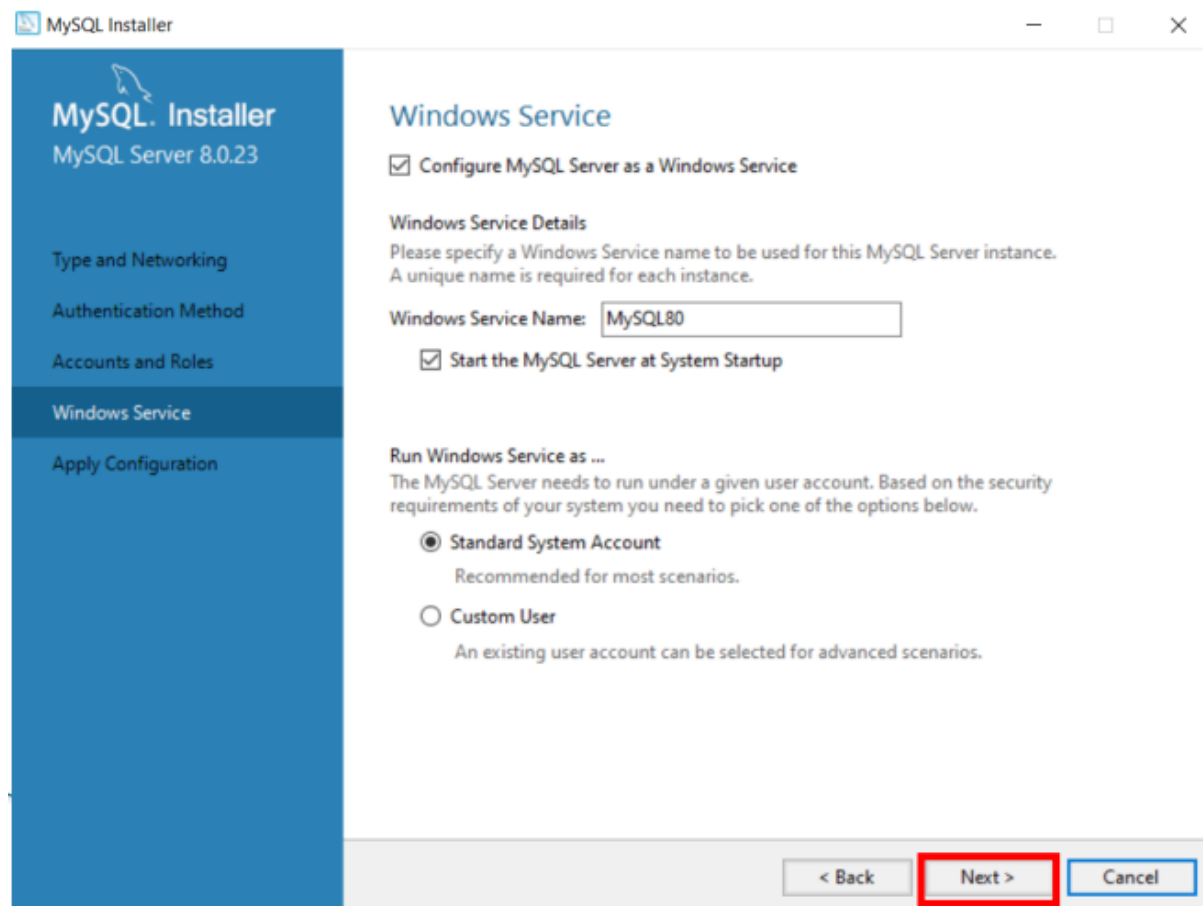 MySQL Installer
MySQL. Installer
MySQL Server 8.0.23
Type and Networking
Authentication Method
Accounts and Roles
Windows Service
Apply Configuration
Windows Service
Configure MySQL Server as a Windows Service
Windows Service Details
Please specify a Windows Service name to be used for this MySQL Server instance.
A unique name is required for each instance.
Windows Service Name: MySQL80
Start the MySQL Server at System Startup
Run Windows Service as ...
The MySQL Server needs to run under a given user account. Based on the security
requirements of your system you need to pick one of the options below.
Standard System Account
Recommended for most scenarios.
Custom User
An existing user account can be selected for advanced scenarios.
< Back Next > Cancel